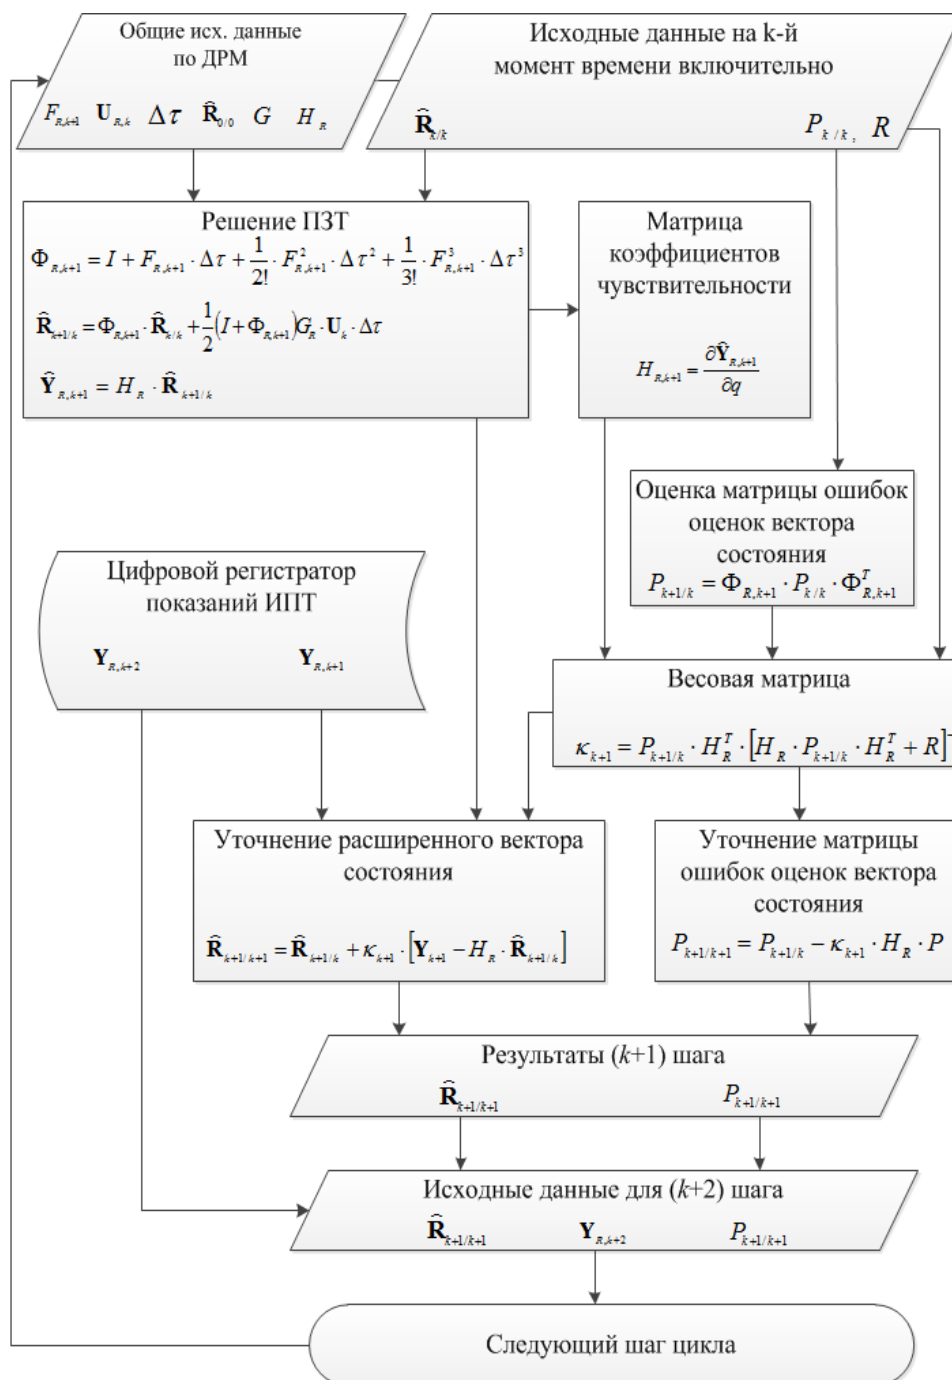 Общие исх. данные
по ДРМ
F_{R,k+1} U_{R,k} Δτ R̂_{0/0} G H_R
Исходные данные на k-й
момент времени включительно
R̂_{k/k} P_{k/k}, R
Решение ПЗТ
Φ_{R,k+1} = I + F_{R,k+1} · Δτ + 1/2! · F²_{R,k+1} · Δτ² + 1/3! · F³_{R,k+1} · Δτ³
R̂_{k+1/k} = Φ_{R,k+1} · R̂_{k/k} + 1/2 (I + Φ_{R,k+1}) G_R · U_k · Δτ
Ŷ_{R,k+1} = H_R · R̂_{k+1/k}
Матрица
коэффициентов
чувствительности
H_{R,k+1} = ∂Ŷ_{R,k+1} / ∂q
Оценка матрицы ошибок
оценок вектора
состояния
P_{k+1/k} = Φ_{R,k+1} · P_{k/k} · Φ^T_{R,k+1}
Цифровой регистратор
показаний ИПТ
Y_{R,k+2} Y_{R,k+1}
Весовая матрица
κ_{k+1} = P_{k+1/k} · H_R^T · [H_R · P_{k+1/k} · H_R^T + R]^-
Уточнение расширенного вектора
состояния
R̂_{k+1/k+1} = R̂_{k+1/k} + κ_{k+1} · [Y_{k+1} − H_R · R̂_{k+1/k}]
Уточнение матрицы
ошибок оценок вектора
состояния
P_{k+1/k+1} = P_{k+1/k} − κ_{k+1} · H_R · P
Результаты (k+1) шага
R̂_{k+1/k+1} P_{k+1/k+1}
Исходные данные для (k+2) шага
R̂_{k+1/k+1} Y_{R,k+2} P_{k+1/k+1}
Следующий шаг цикла